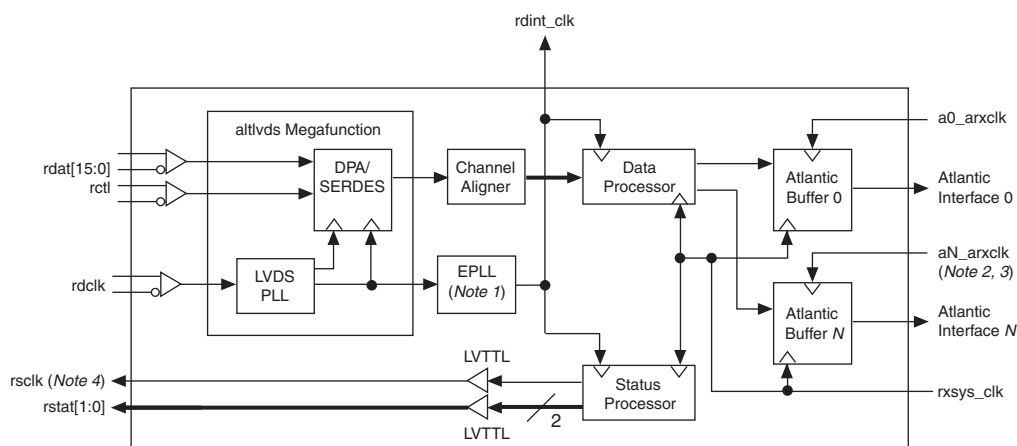 rdint_clk
altlvds Megafunction
a0_arxclk
rdat[15:0]
rctl
DPA/
SERDES
Channel
Aligner
Data
Processor
Atlantic
Buffer 0
Atlantic
Interface 0
rdclk
LVDS
PLL
EPLL
(Note 1)
aN_arxclk
(Note 2, 3)
Atlantic
Buffer N
Atlantic
Interface N
LVTTL
rsclk (Note 4)
rstat[1:0]
LVTTL
2
Status
Processor
rxsys_clk